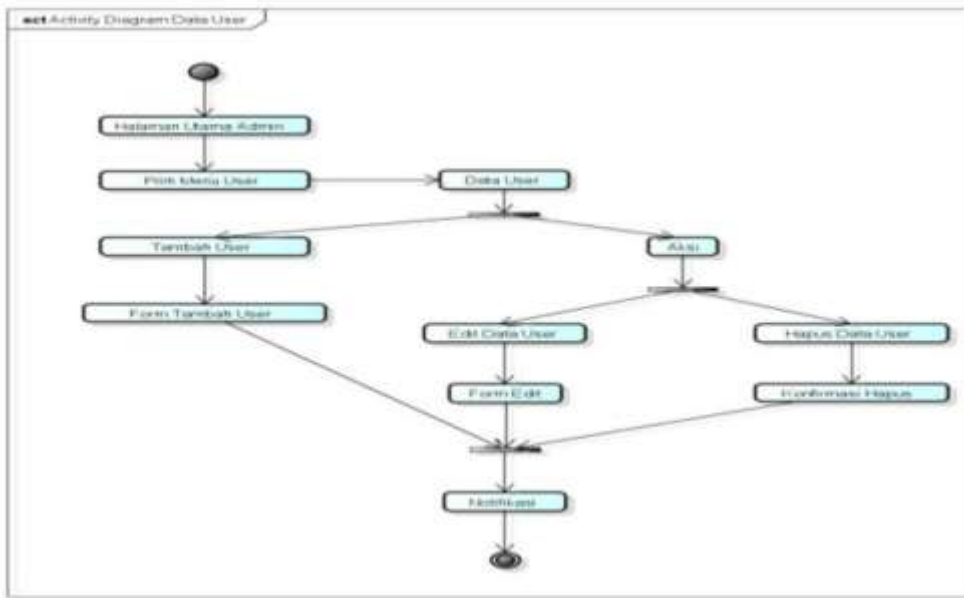 act Activity Diagram Data User
Halaman Utama Admin
Pilih Menu User
Data User
Tambah User
Aksi
Form Tambah User
Edit Data User
Hapus Data User
Form Edit
Konfirmasi Hapus
Notifikasi